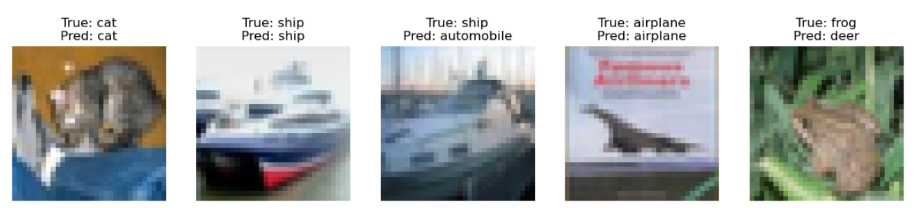 True: cat
Pred: cat
True: ship
Pred: ship
True: ship
Pred: automobile
True: airplane
Pred: airplane
True: frog
Pred: deer